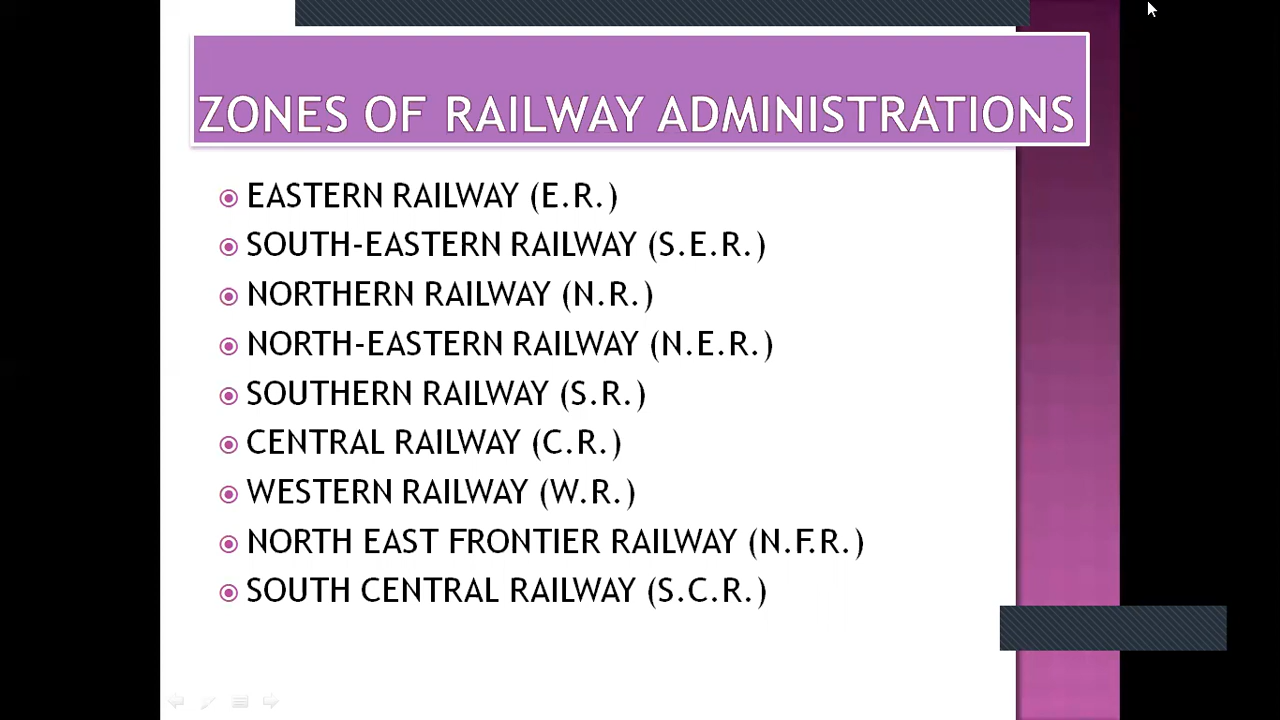 ZONES OF RAILWAY ADMINISTRATIONS
EASTERN RAILWAY (E.R.)
SOUTH-EASTERN RAILWAY (S.E.R.)
NORTHERN RAILWAY (N.R.)
NORTH-EASTERN RAILWAY (N.E.R.)
SOUTHERN RAILWAY (S.R.)
CENTRAL RAILWAY (C.R.)
WESTERN RAILWAY (W.R.)
NORTH EAST FRONTIER RAILWAY (N.F.R.)
SOUTH CENTRAL RAILWAY (S.C.R.)